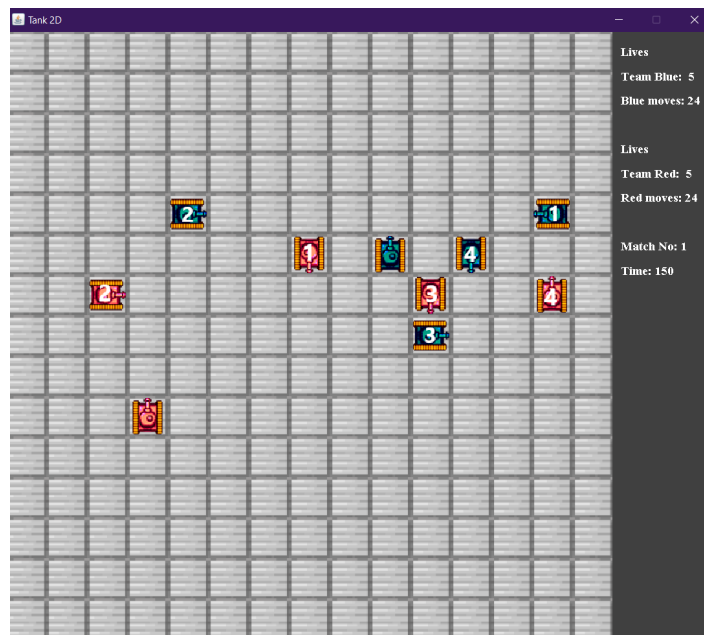 Tank 2D
Lives
Team Blue: 5
Blue moves: 24
Lives
Team Red: 5
Red moves: 24
Match No: 1
Time: 150
2
1
1
4
2
3
4
3